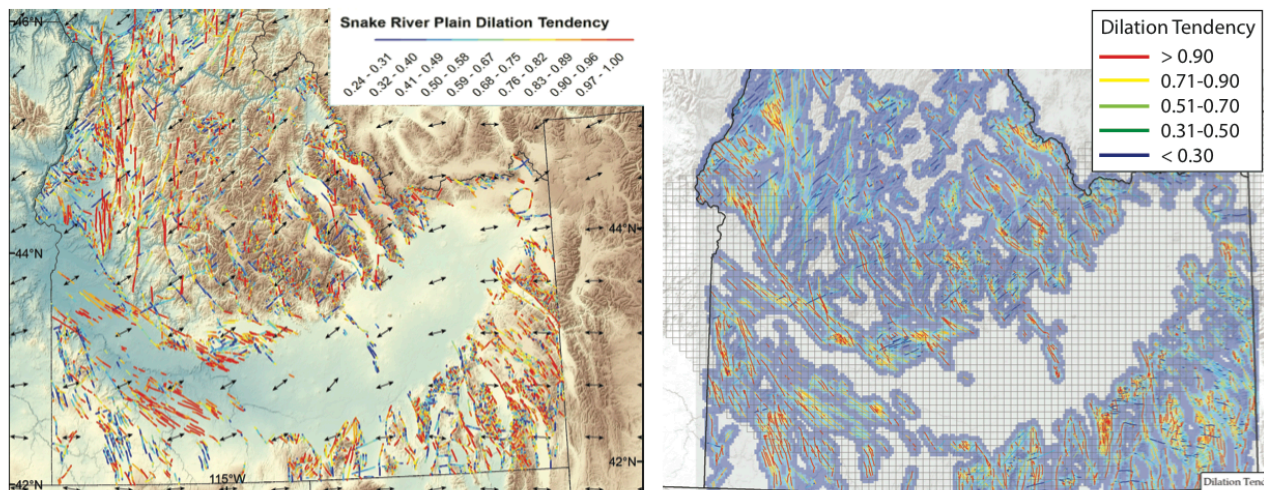 46°N
Snake River Plain Dilation Tendency
0.24 - 0.31
0.32 - 0.40
0.41 - 0.49
0.50 - 0.58
0.59 - 0.67
0.68 - 0.75
0.76 - 0.82
0.83 - 0.89
0.90 - 0.96
0.97 - 1.00
44°N
44°N
42°N
42°N
115°W
Dilation Tendency
> 0.90
0.71-0.90
0.51-0.70
0.31-0.50
< 0.30
Dilation Tend